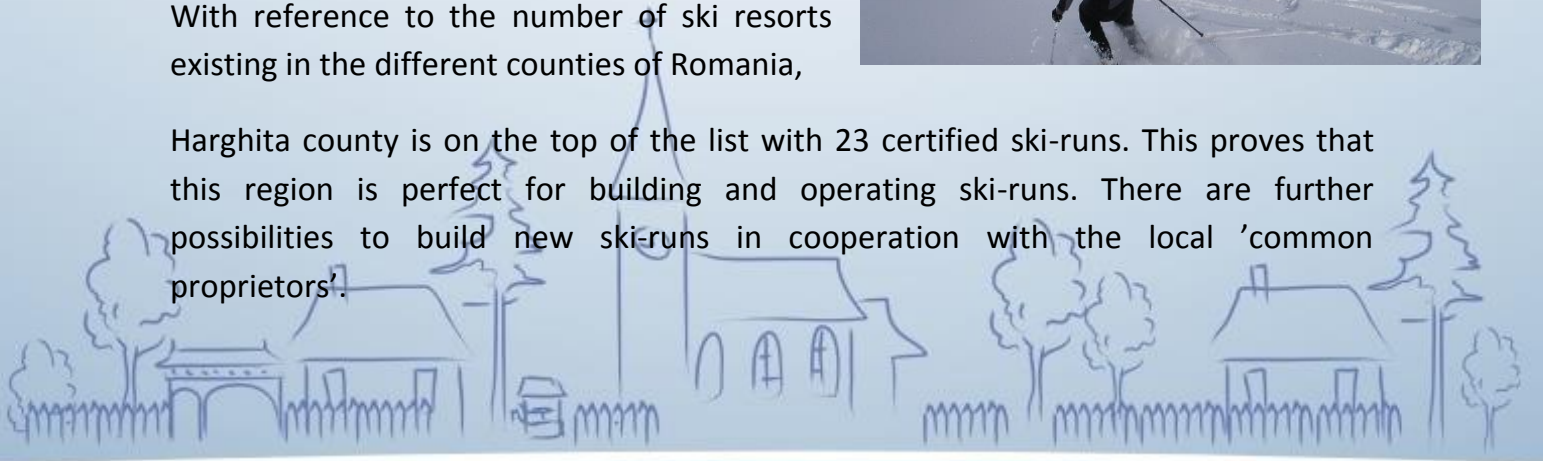 With reference to the number of ski resorts
existing in the different counties of Romania,
Harghita county is on the top of the list with 23 certified ski-runs. This proves that
this region is perfect for building and operating ski-runs. There are further
possibilities to build new ski-runs in cooperation with the local ’common
proprietors’.